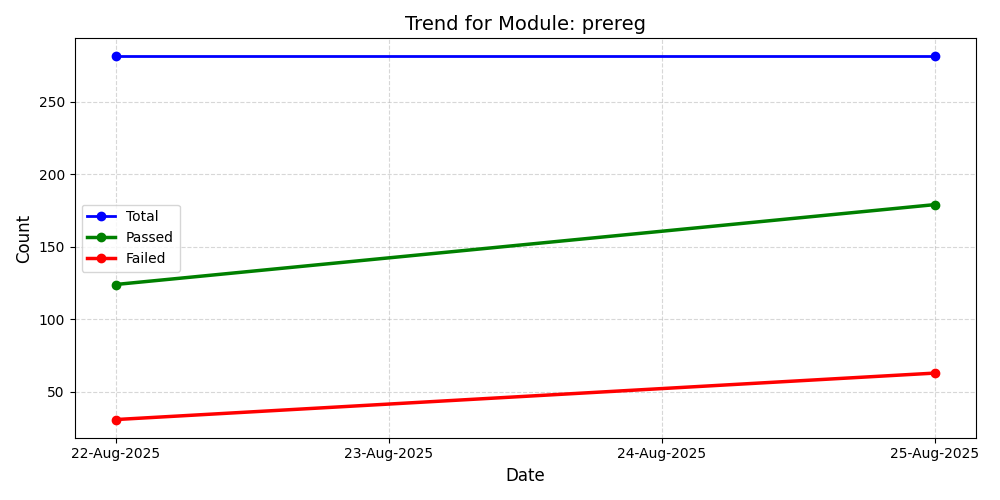 Trend for Module: prereg
Count
250
200
150
100
50
Total
Passed
Failed
22-Aug-2025 23-Aug-2025 24-Aug-2025 25-Aug-2025
Date